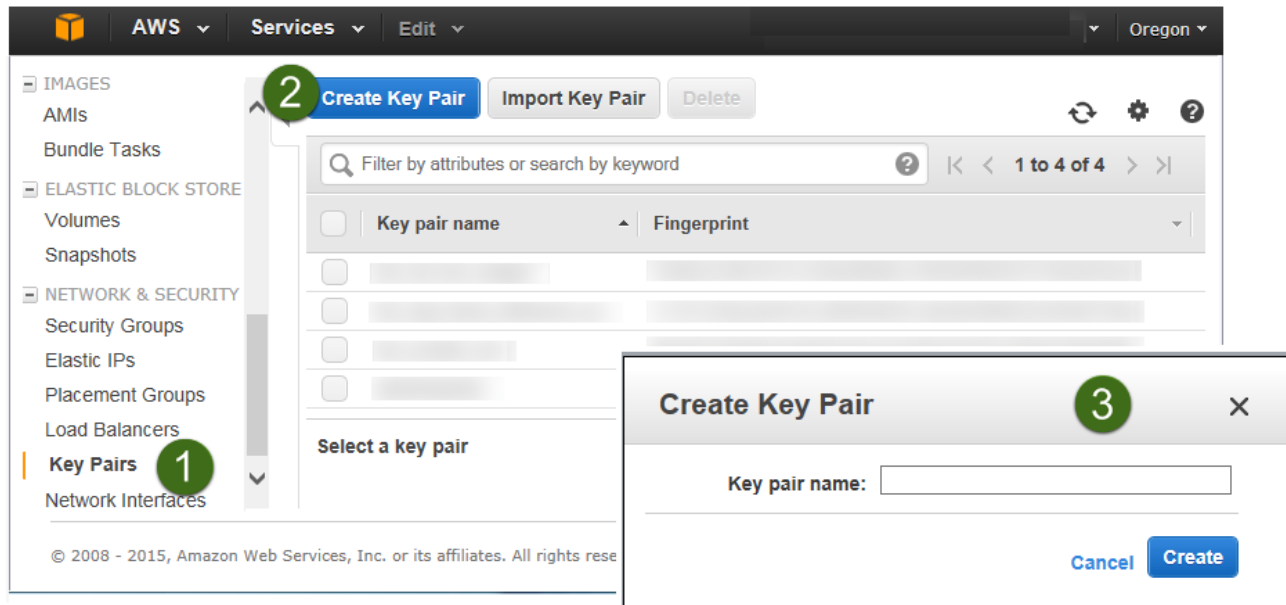 AWS Services Edit Oregon
IMAGES
AMIs
Bundle Tasks
ELASTIC BLOCK STORE
Volumes
Snapshots
NETWORK & SECURITY
Security Groups
Elastic IPs
Placement Groups
Load Balancers
Key Pairs 1
Network Interfaces
2 Create Key Pair Import Key Pair Delete
Filter by attributes or search by keyword 1 to 4 of 4
Key pair name Fingerprint
Select a key pair
Create Key Pair 3
Key pair name:
Cancel Create
© 2008 - 2015, Amazon Web Services, Inc. or its affiliates. All rights rese